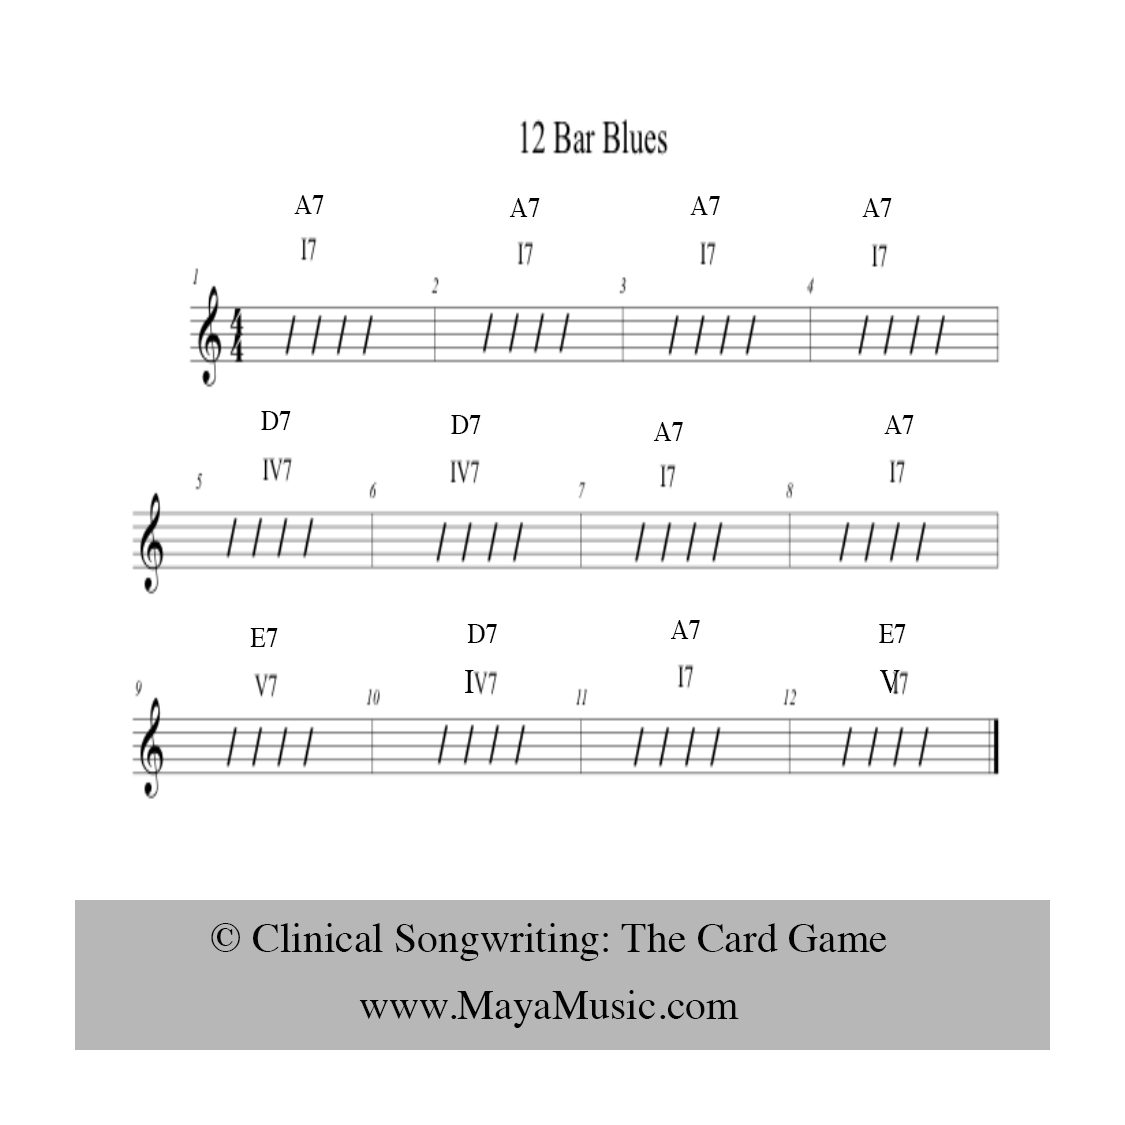 12 Bar Blues
A7 A7 A7 A7
I7 I7 I7 I7
1 2 3 4
4
4
D7 D7 A7 A7
IV7 IV7 I7 I7
5 6 7 8
E7 D7 A7 E7
V7 IV7 I7 V7
9 10 11 12
© Clinical Songwriting: The Card Game
www.MayaMusic.com